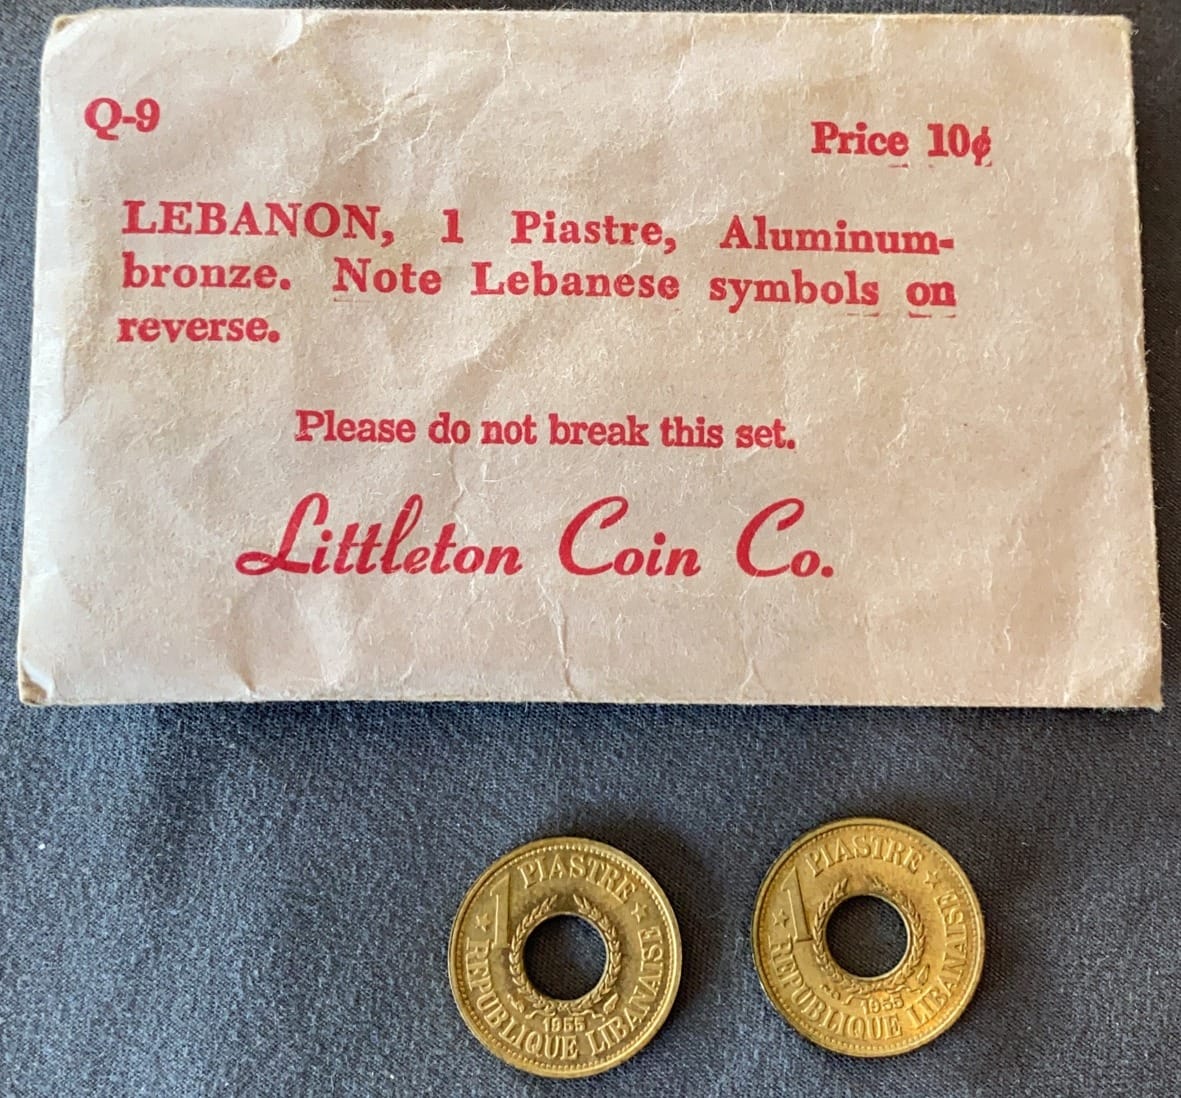 Q-9
Price 10¢
LEBANON, 1 Piastre, Aluminum-
bronze. Note Lebanese symbols on
reverse.
Please do not break this set.
Littleton Coin Co.
1 PIASTRE
1955
REPUBLIQUE LIBANAISE
1 PIASTRE
1955
REPUBLIQUE LIBANAISE